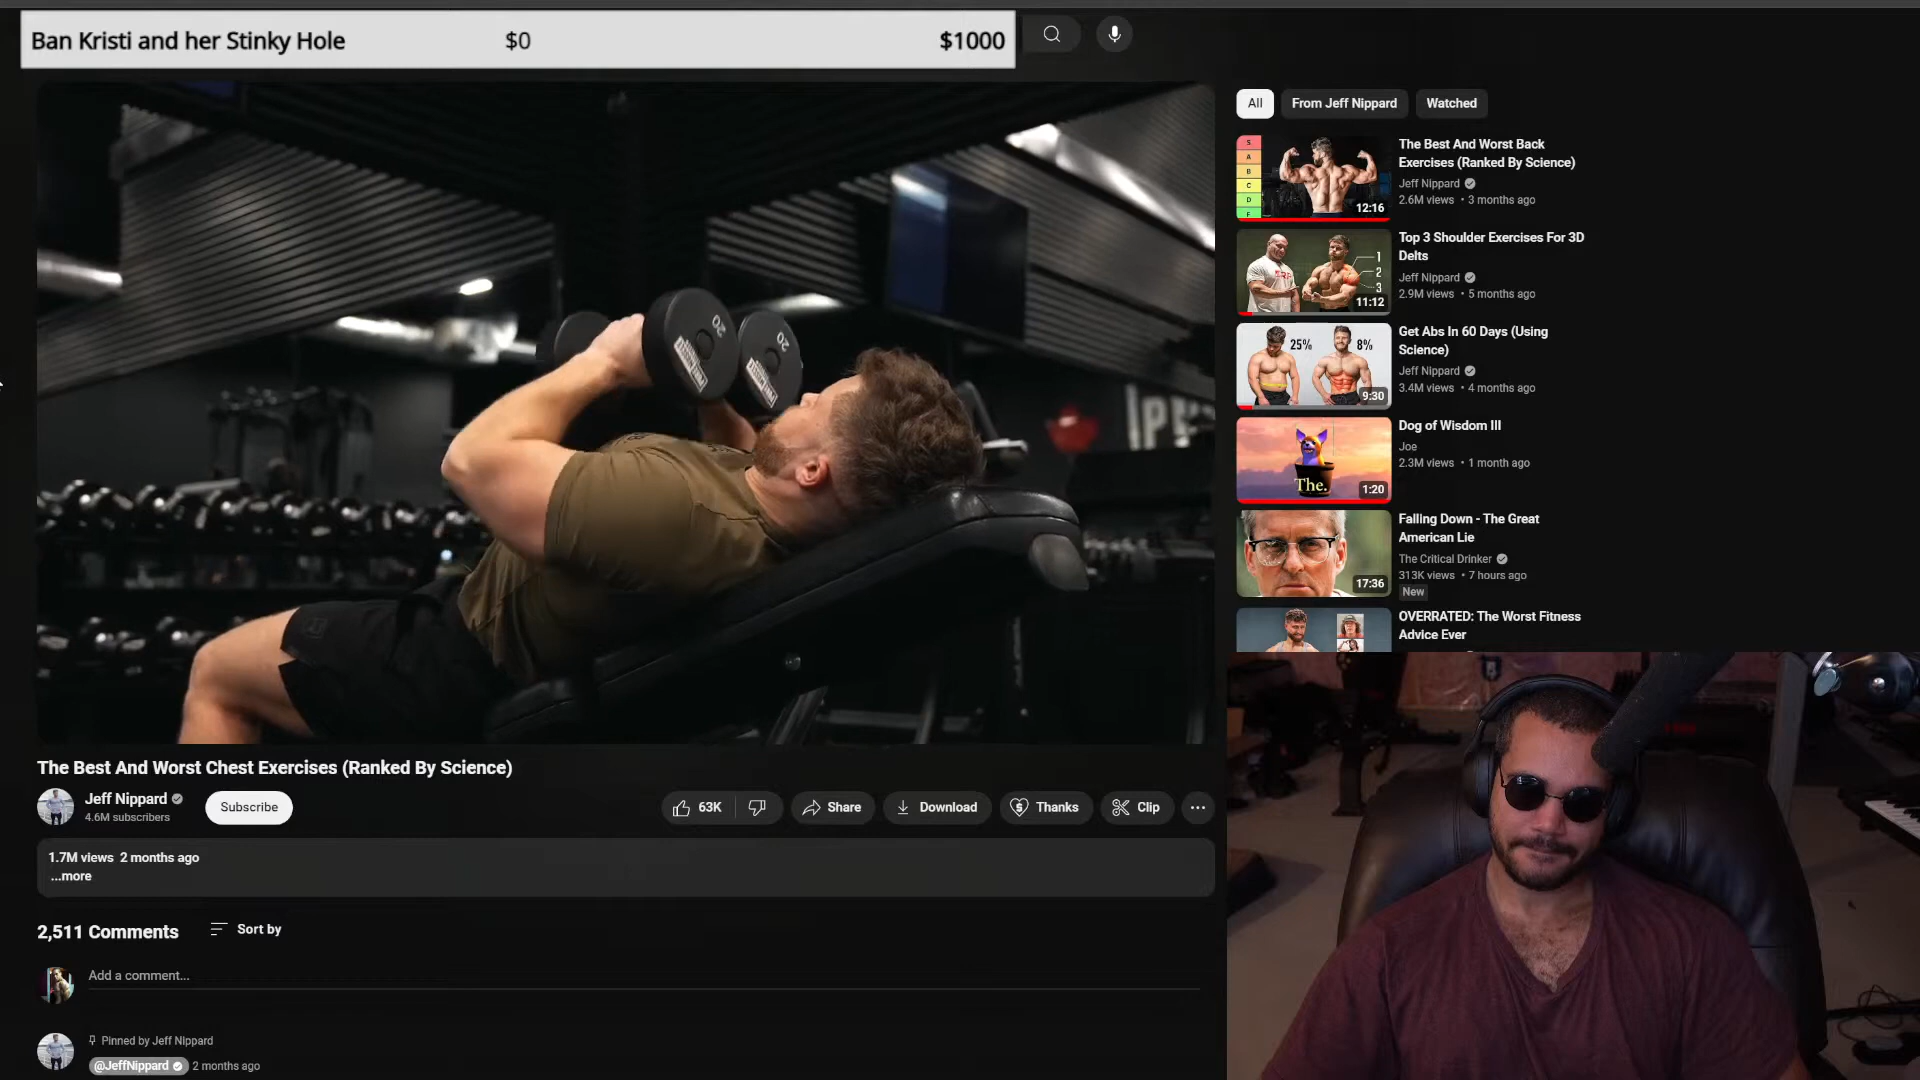 Ban Kristi and her Stinky Hole $0 $1000
20
20
All From Jeff Nippard Watched
S
A
B
C
D
F
12:16
The Best And Worst Back
Exercises (Ranked By Science)
Jeff Nippard
2.6M views • 3 months ago
1
2
3
11:12
Top 3 Shoulder Exercises For 3D
Delts
Jeff Nippard
2.9M views • 5 months ago
25% 8%
9:30
Get Abs In 60 Days (Using
Science)
Jeff Nippard
3.4M views • 4 months ago
The.
1:20
Dog of Wisdom III
Joe
2.3M views • 1 month ago
17:36
Falling Down - The Great
American Lie
The Critical Drinker
313K views • 7 hours ago
New
OVERRATED: The Worst Fitness
Advice Ever
The Best And Worst Chest Exercises (Ranked By Science)
Jeff Nippard
4.6M subscribers
Subscribe
63K Share Download Thanks Clip
1.7M views 2 months ago
...more
2,511 Comments Sort by
Add a comment...
Pinned by Jeff Nippard
@JeffNippard 2 months ago